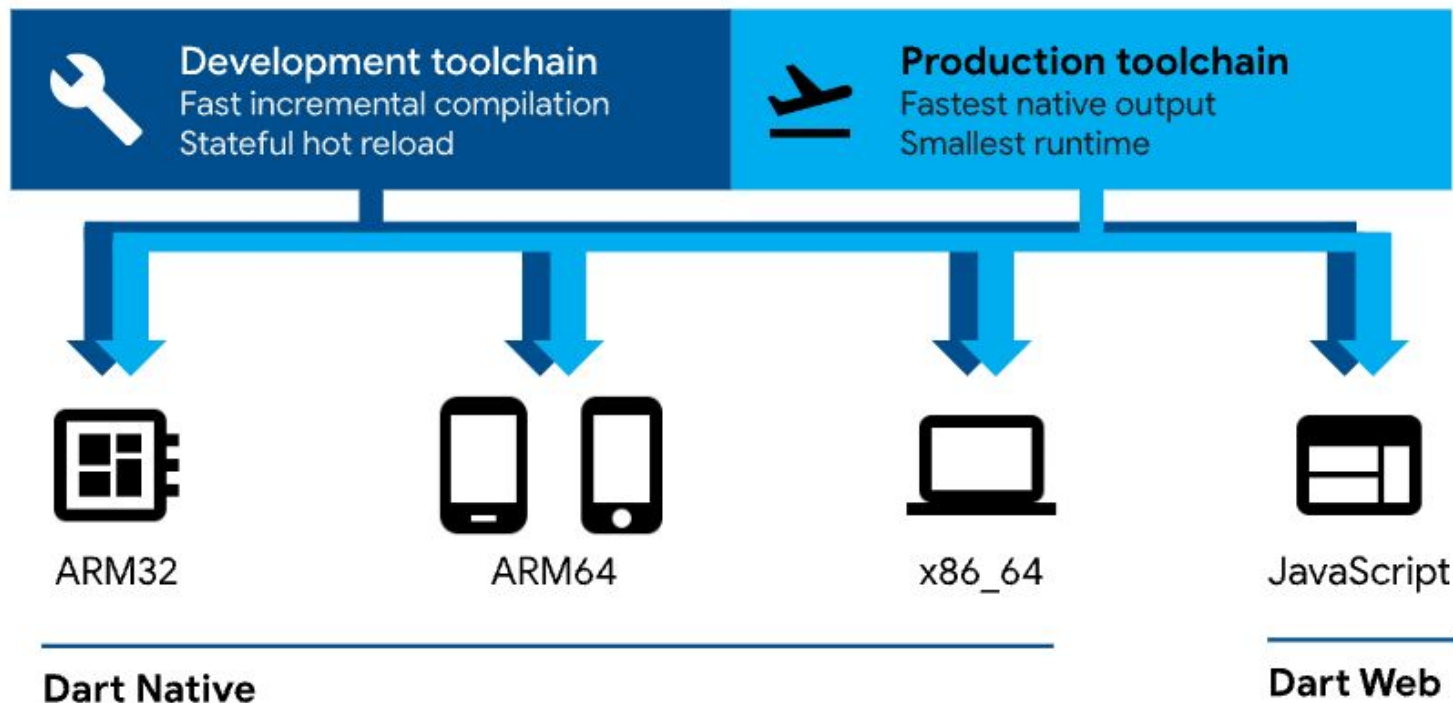 Development toolchain
Fast incremental compilation
Stateful hot reload
Production toolchain
Fastest native output
Smallest runtime
ARM32
ARM64
x86_64
JavaScript
Dart Native
Dart Web